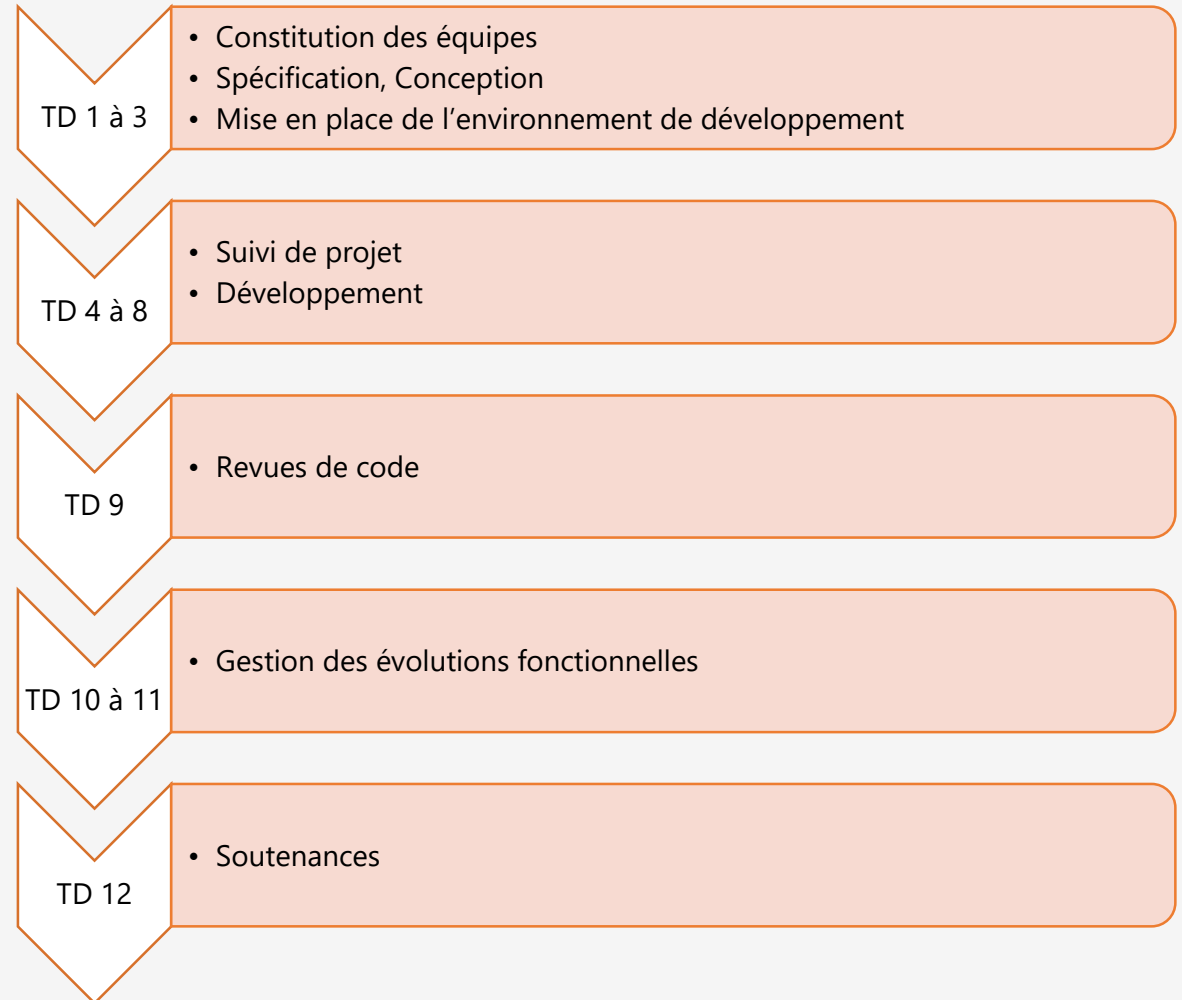 TD 1 à 3
• Constitution des équipes
• Spécification, Conception
• Mise en place de l’environnement de développement
TD 4 à 8
• Suivi de projet
• Développement
TD 9
• Revues de code
TD 10 à 11
• Gestion des évolutions fonctionnelles
TD 12
• Soutenances